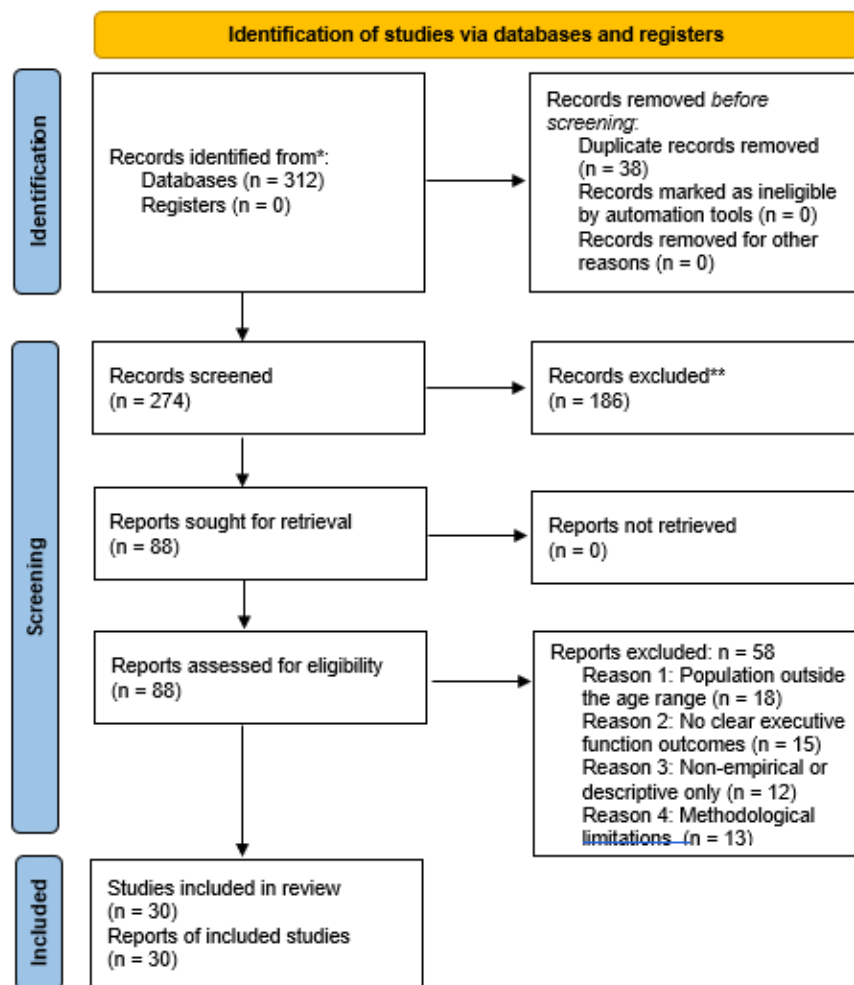 Identification of studies via databases and registers
Identification
Records identified from*:
Databases (n = 312)
Registers (n = 0)
Records removed before
screening:
Duplicate records removed
(n = 38)
Records marked as ineligible
by automation tools (n = 0)
Records removed for other
reasons (n = 0)
Screening
Records screened
(n = 274)
Records excluded**
(n = 186)
Reports sought for retrieval
(n = 88)
Reports not retrieved
(n = 0)
Reports assessed for eligibility
(n = 88)
Reports excluded: n = 58
Reason 1: Population outside
the age range (n = 18)
Reason 2: No clear executive
function outcomes (n = 15)
Reason 3: Non-empirical or
descriptive only (n = 12)
Reason 4: Methodological
limitations (n = 13)
Included
Studies included in review
(n = 30)
Reports of included studies
(n = 30)